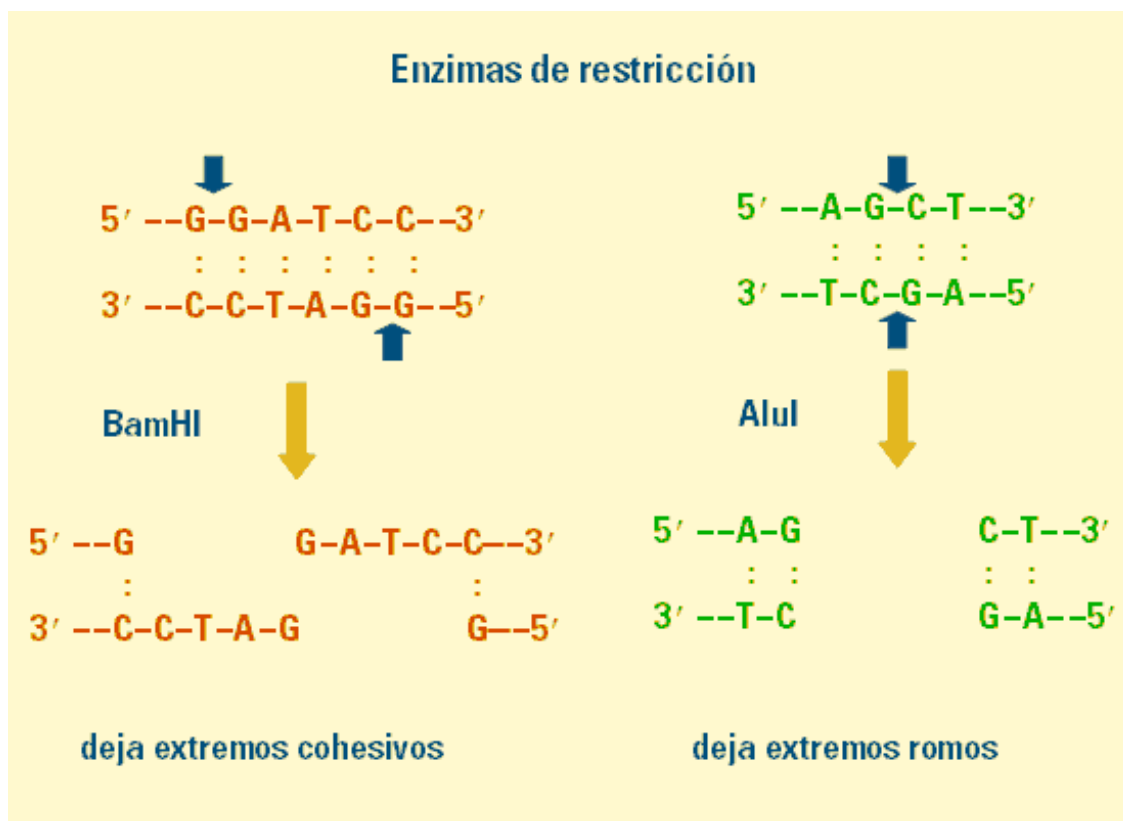 Enzimas de restricción
5′ --G-G-A-T-C-C--3′
: : : : : :
3′ --C-C-T-A-G-G--5′
BamHI
5′ --G G-A-T-C-C--3′
: :
3′ --C-C-T-A-G G--5′
deja extremos cohesivos
5′ --A-G-C-T--3′
: : : :
3′ --T-C-G-A--5′
AluI
5′ --A-G C-T--3′
: : : :
3′ --T-C G-A--5′
deja extremos romos